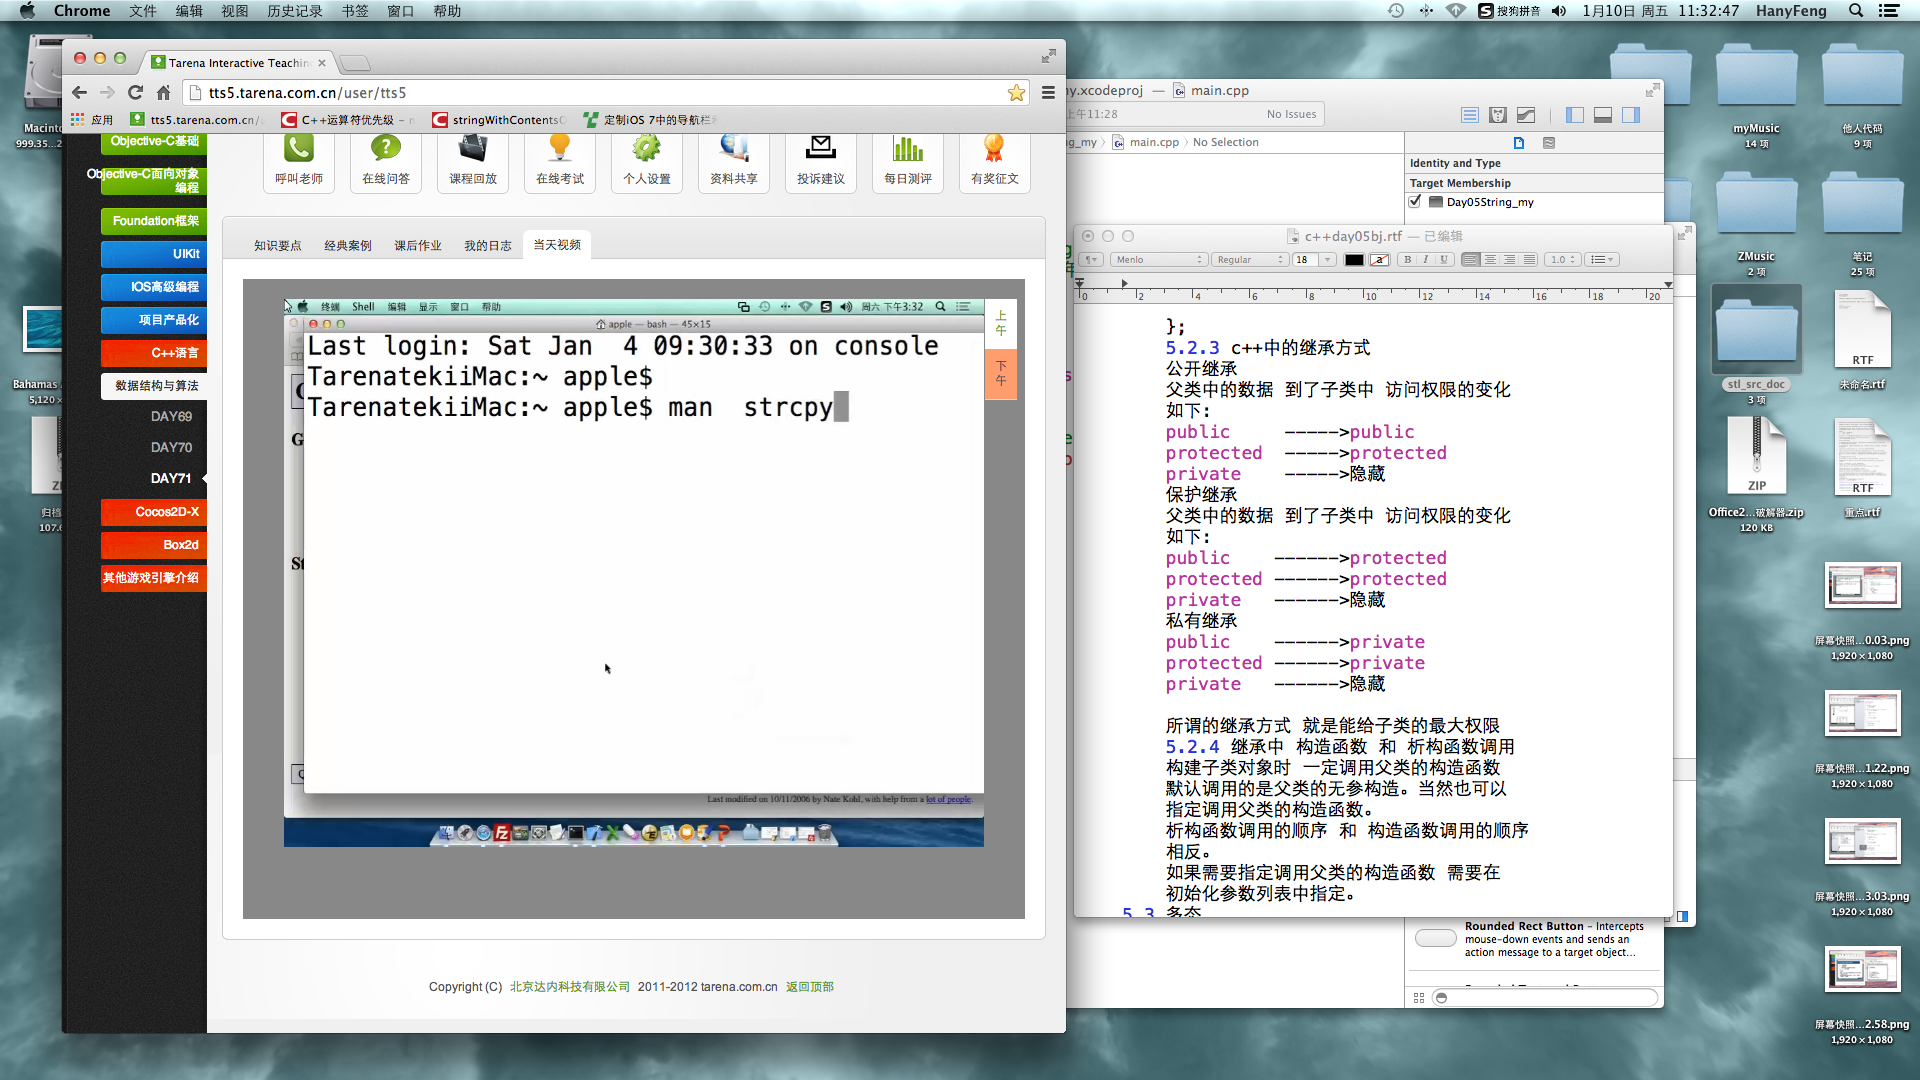 Chrome 文件 编辑 视图 历史记录 书签 窗口 帮助
搜狗拼音 1月10日 周五 11:32:47 HanyFeng
Tarena Interactive Teachin
tts5.tarena.com.cn/user/tts5
应用 tts5.tarena.com.cn/ C++运算符优先级 - stringWithContentsO 定制iOS 7中的导航栏
Objective-C基础
Objective-C面向对象
编程
Foundation框架
UIKit
IOS高级编程
项目产品化
C++语言
数据结构与算法
DAY69
DAY70
DAY71
Cocos2D-X
Box2d
其他游戏引擎介绍
呼叫老师 在线问答 课程回放 在线考试 个人设置 资料共享 投诉建议 每日测评 有奖征文
知识要点 经典案例 课后作业 我的日志 当天视频
终端 Shell 编辑 显示 窗口 帮助 周六 下午3:32
apple — bash — 45×15
Last login: Sat Jan  4 09:30:33 on console
TarenatekiiMac:~ apple$
TarenatekiiMac:~ apple$ man  strcpy
上午
下午
Last modified on 10/11/2006 by Nate Kohl, with help from a lot of people.
Copyright (C) 北京达内科技有限公司 2011-2012 tarena.com.cn 返回顶部
my.xcodeproj — main.cpp
上午11:28 No Issues
ng_my main.cpp No Selection
Identity and Type
Target Membership
Day05String_my
c++day05bj.rtf — 已编辑
Menlo Regular 18 B I U 1.0
0 2 4 6 8 10 12 14 16 18 20
};
5.2.3 c++中的继承方式
公开继承
父类中的数据 到了子类中 访问权限的变化
如下:
public ----->public
protected ----->protected
private ----->隐藏
保护继承
父类中的数据 到了子类中 访问权限的变化
如下:
public ------>protected
protected ------>protected
private ------>隐藏
私有继承
public ------>private
protected ------>private
private ------>隐藏
所谓的继承方式 就是能给子类的最大权限
5.2.4 继承中 构造函数 和 析构函数调用
构建子类对象时 一定调用父类的构造函数
默认调用的是父类的无参构造。当然也可以
指定调用父类的构造函数。
析构函数调用的顺序 和 构造函数调用的顺序
相反。
如果需要指定调用父类的构造函数 需要在
初始化参数列表中指定。
5.3 多态
Rounded Rect Button – Intercepts
mouse-down events and sends an
action message to a target object...
Macint
999.35...
Bahamas
5,120 ×
归档
107.6
myMusic
14 项
他人代码
9 项
ZMusic
2 项
笔记
25 项
stl_src_doc
3 项
RTF
未命名.rtf
ZIP
Office2...破解器.zip
120 KB
RTF
重点.rtf
屏幕快照...0.03.png
1,920 × 1,080
屏幕快照...1.22.png
1,920 × 1,080
屏幕快照...3.03.png
1,920 × 1,080
屏幕快照...2.58.png
1,920 × 1,080